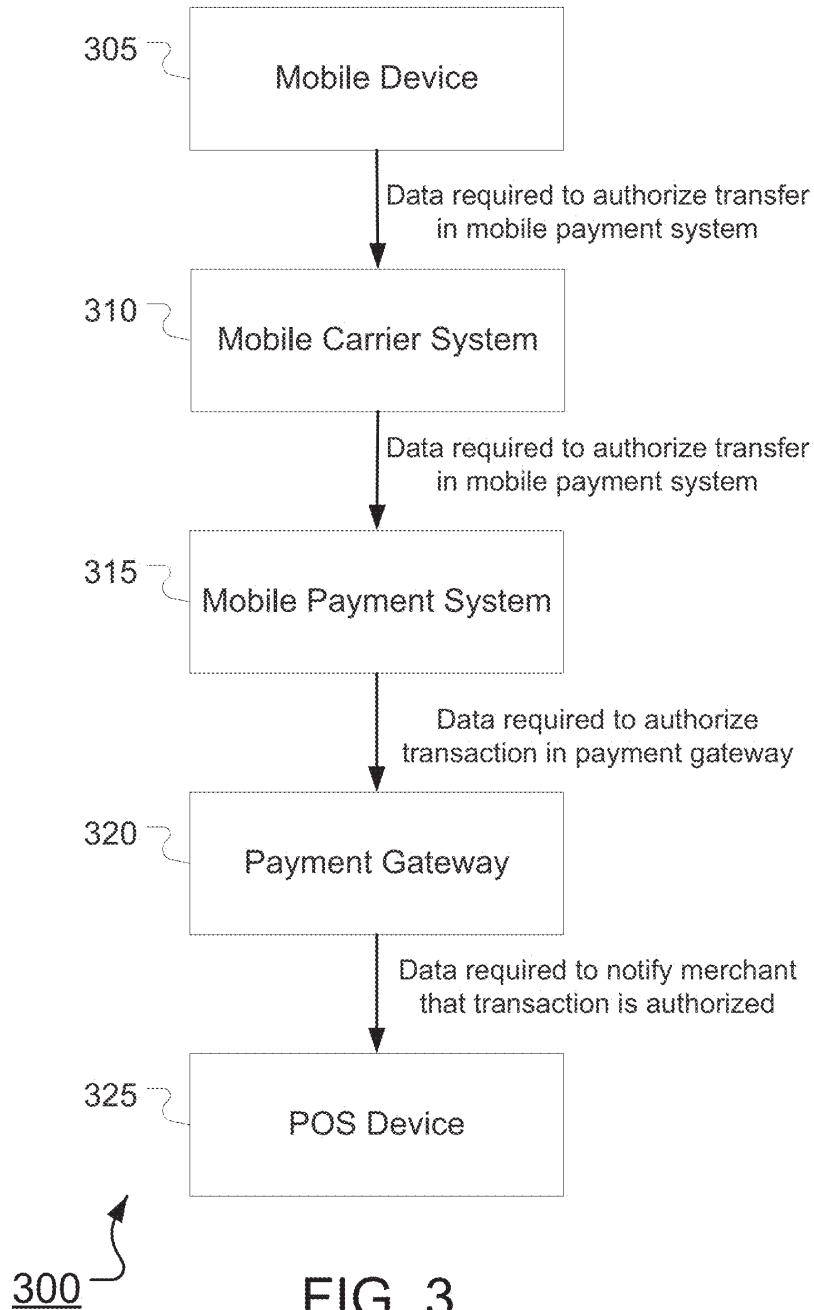 305
Mobile Device
Data required to authorize transfer
in mobile payment system
310
Mobile Carrier System
Data required to authorize transfer
in mobile payment system
315
Mobile Payment System
Data required to authorize
transaction in payment gateway
320
Payment Gateway
Data required to notify merchant
that transaction is authorized
325
POS Device
300
FIG. 3